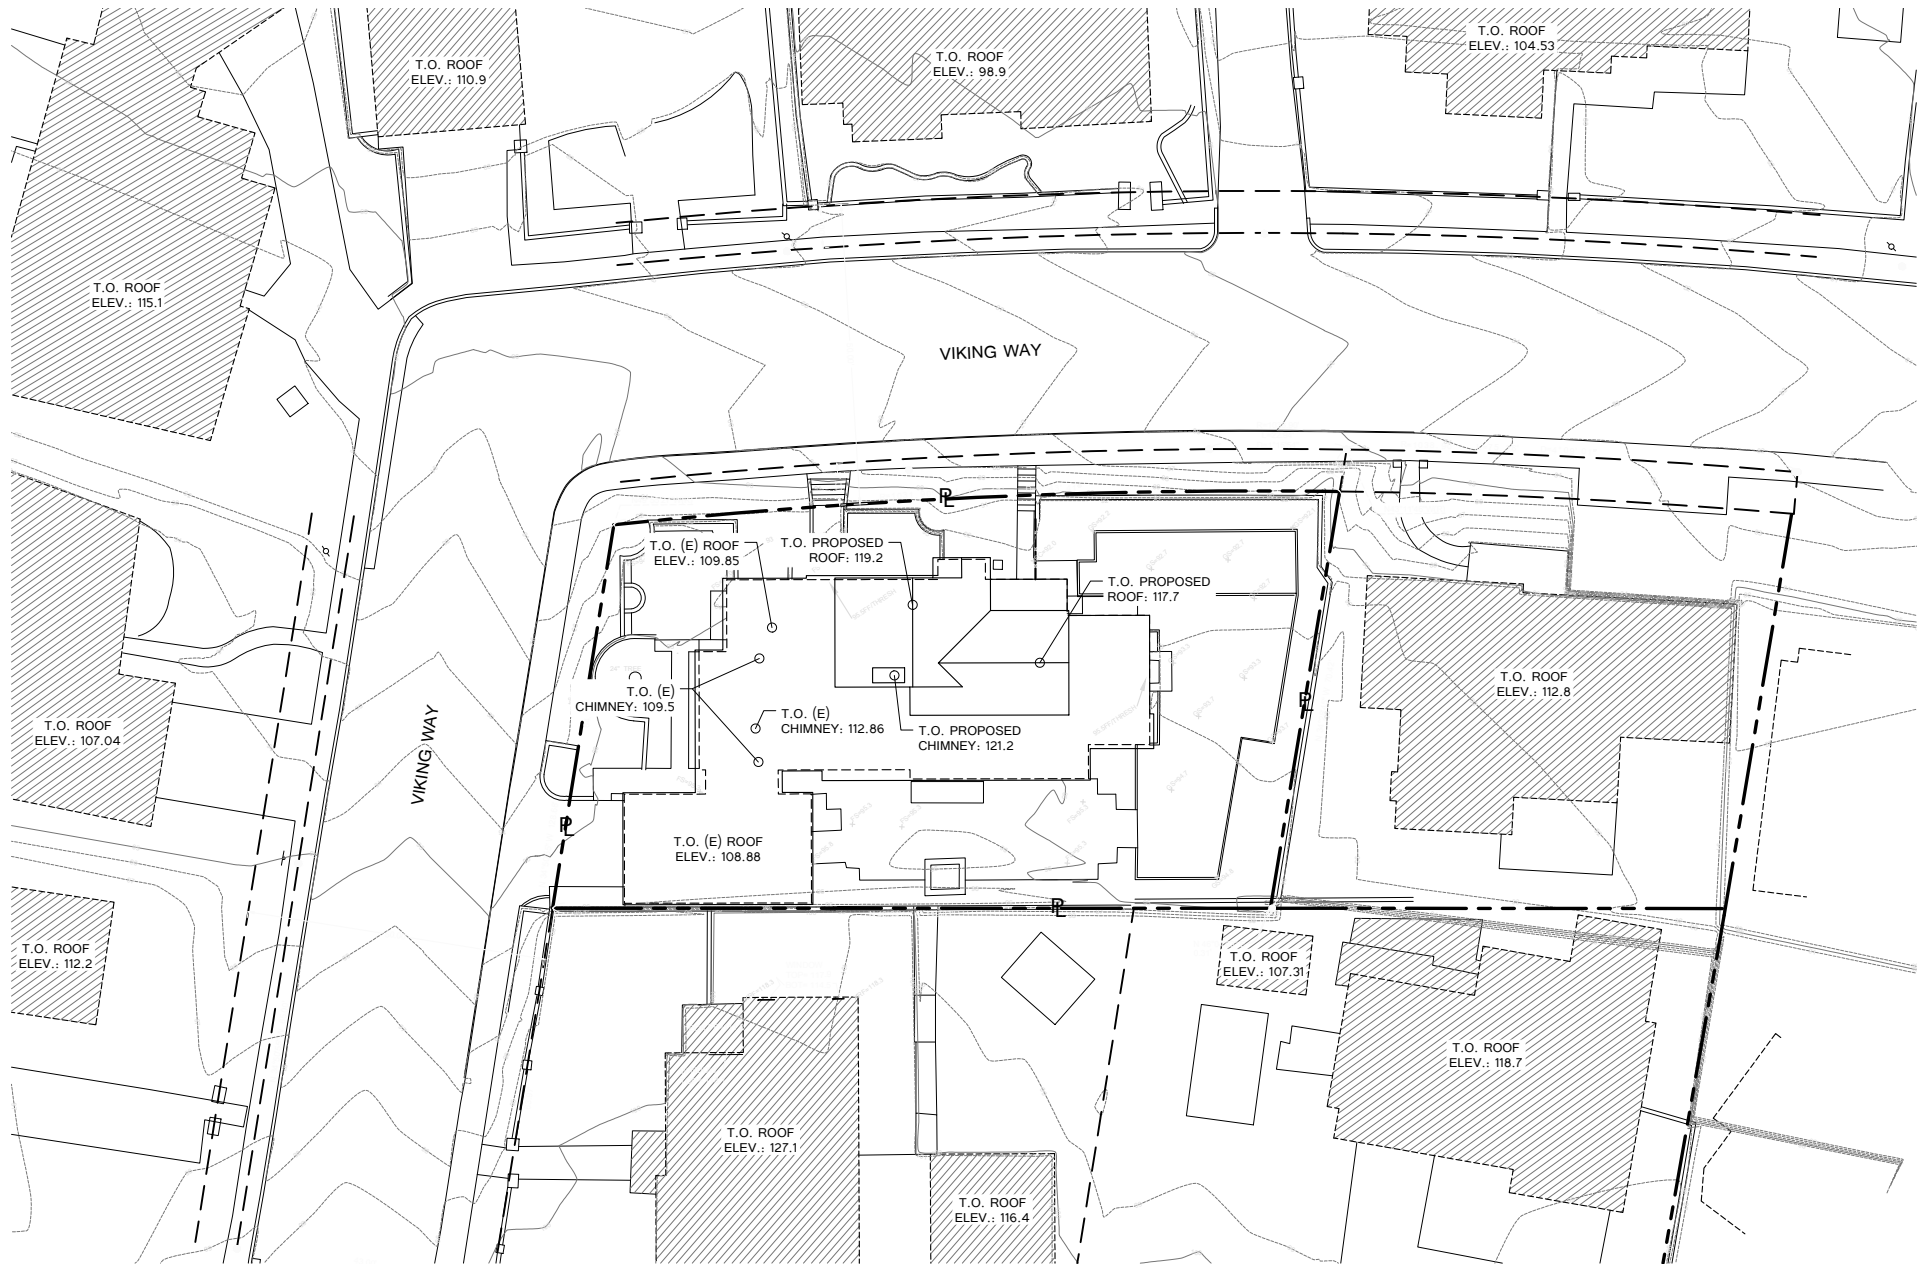 T.O. ROOF
ELEV.: 110.9
T.O. ROOF
ELEV.: 98.9
T.O. ROOF
ELEV.: 104.53
T.O. ROOF
ELEV.: 115.1
VIKING WAY
PL
T.O. (E) ROOF
ELEV.: 109.85
T.O. PROPOSED
ROOF: 119.2
T.O. PROPOSED
ROOF: 117.7
T.O. (E)
CHIMNEY: 109.5
T.O. (E)
CHIMNEY: 112.86
T.O. PROPOSED
CHIMNEY: 121.2
PL
T.O. ROOF
ELEV.: 112.8
T.O. ROOF
ELEV.: 107.04
VIKING WAY
PL
T.O. (E) ROOF
ELEV.: 108.88
PL
T.O. ROOF
ELEV.: 112.2
T.O. ROOF
ELEV.: 107.31
T.O. ROOF
ELEV.: 118.7
T.O. ROOF
ELEV.: 127.1
T.O. ROOF
ELEV.: 116.4